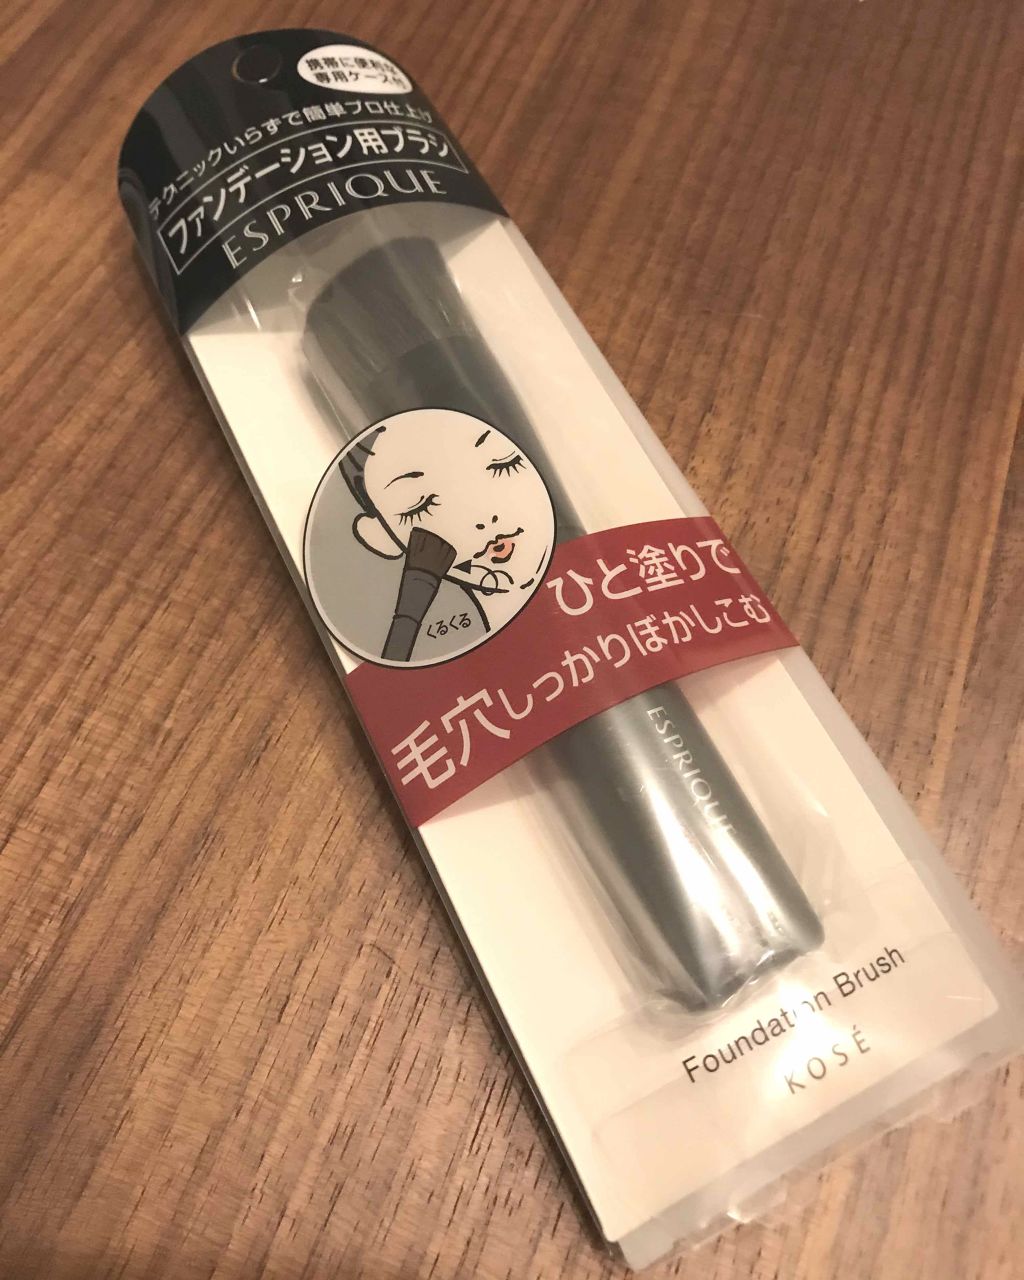 携帯に便利な
専用ケース付
テクニックいらずで簡単プロ仕上げ
ファンデーション用ブラシ
ESPRIQUE
くるくる
ひと塗りで
毛穴しっかりぼかしこむ
ESPRIQUE
Foundation Brush
KOSÉ